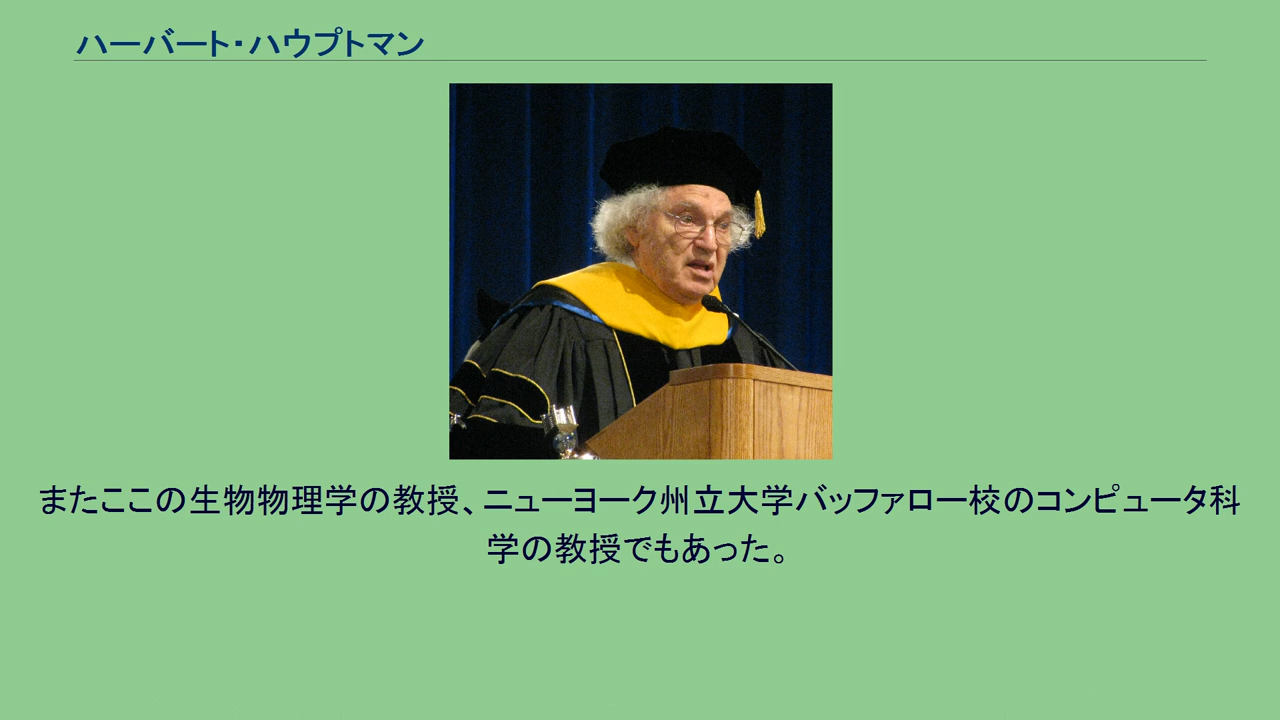 ハーバート・ハウプトマン
またここの生物物理学の教授、ニューヨーク州立大学バッファロー校のコンピュータ科
学の教授でもあった。